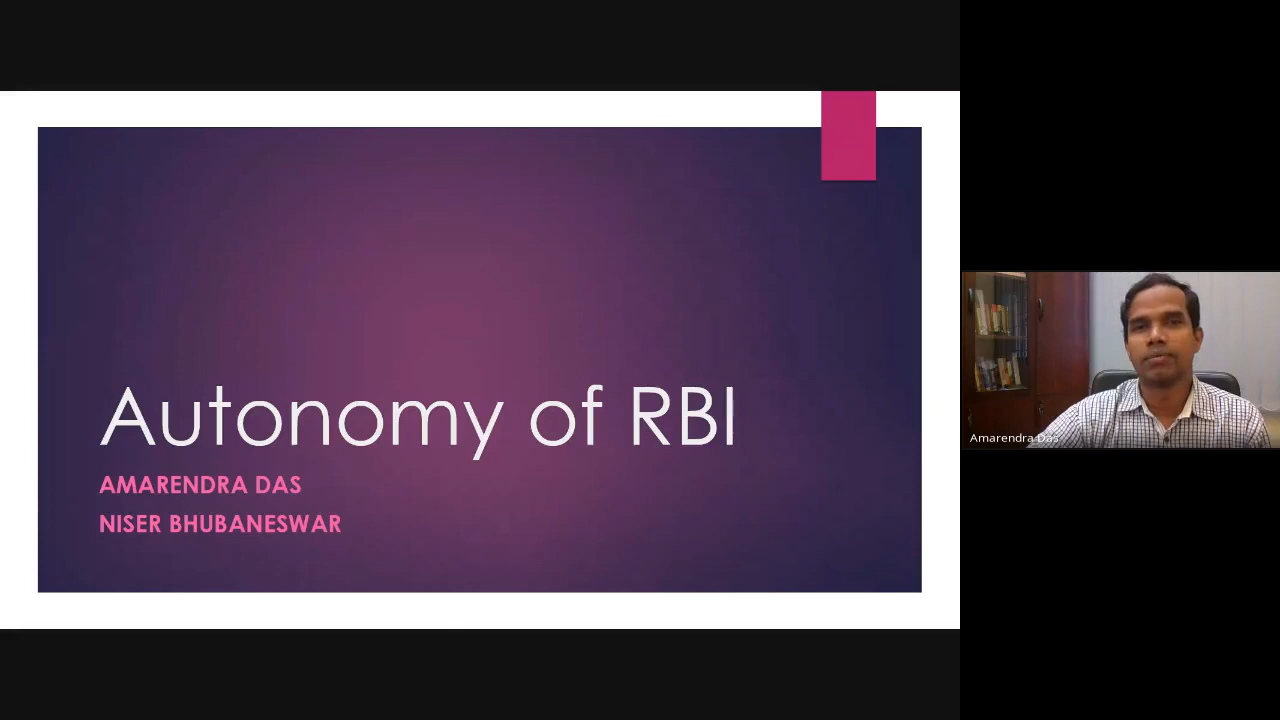 Autonomy of RBI
AMARENDRA DAS
NISER BHUBANESWAR
Amarendra Das